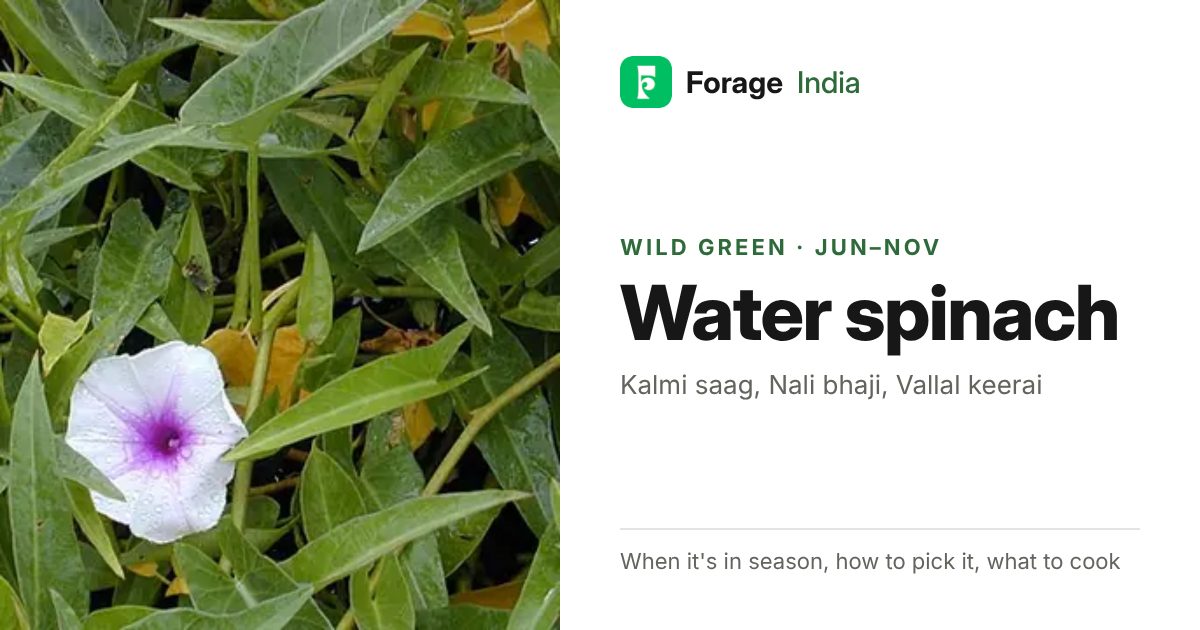 Forage India
WILD GREEN · JUN–NOV
Water spinach
Kalmi saag, Nali bhaji, Vallal keerai
When it's in season, how to pick it, what to cook